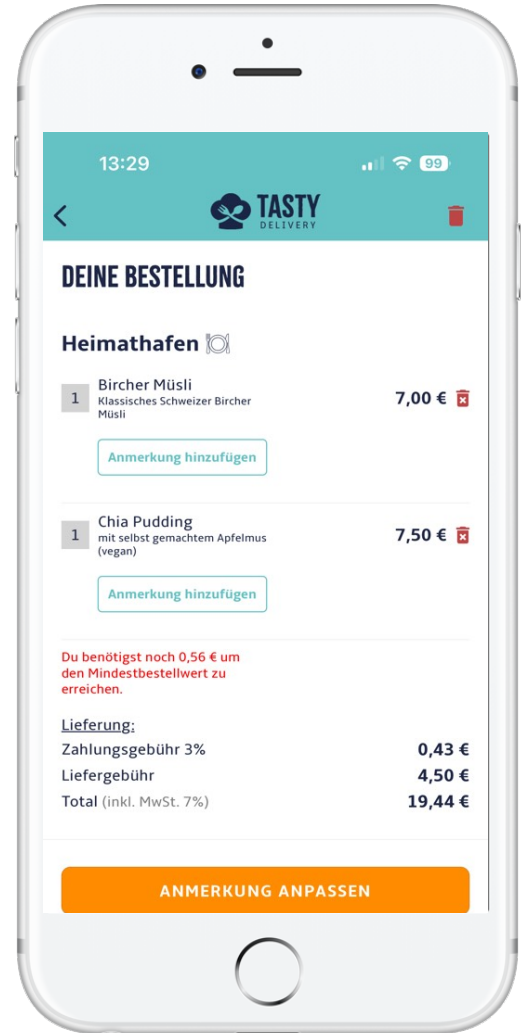 13:29
99
TASTY
DELIVERY
DEINE BESTELLUNG
Heimathafen
1
Bircher Müsli
Klassisches Schweizer Bircher
Müsli
7,00 €
Anmerkung hinzufügen
1
Chia Pudding
mit selbst gemachtem Apfelmus
(vegan)
7,50 €
Anmerkung hinzufügen
Du benötigst noch 0,56 € um
den Mindestbestellwert zu
erreichen.
Lieferung:
Zahlungsgebühr 3% 0,43 €
Liefergebühr 4,50 €
Total (inkl. MwSt. 7%) 19,44 €
ANMERKUNG ANPASSEN